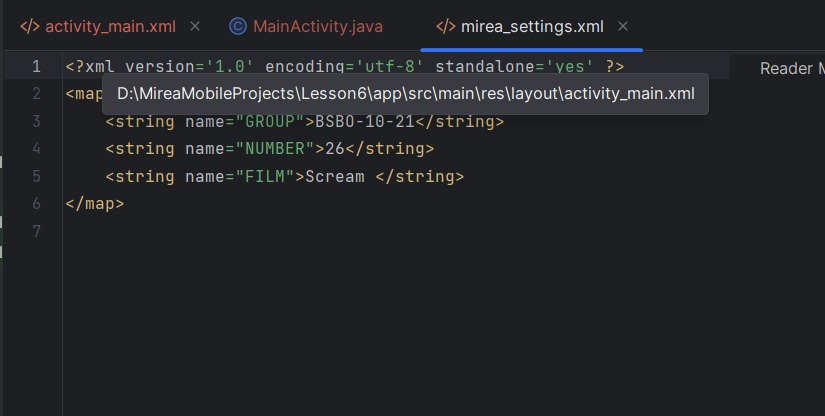 activity_main.xml MainActivity.java mirea_settings.xml
1 <?xml version='1.0' encoding='utf-8' standalone='yes' ?>
Reader M
D:\MireaMobileProjects\Lesson6\app\src\main\res\layout\activity_main.xml
2 <map
3 <string name="GROUP">BSBO-10-21</string>
4 <string name="NUMBER">26</string>
5 <string name="FILM">Scream </string>
6 </map>
7